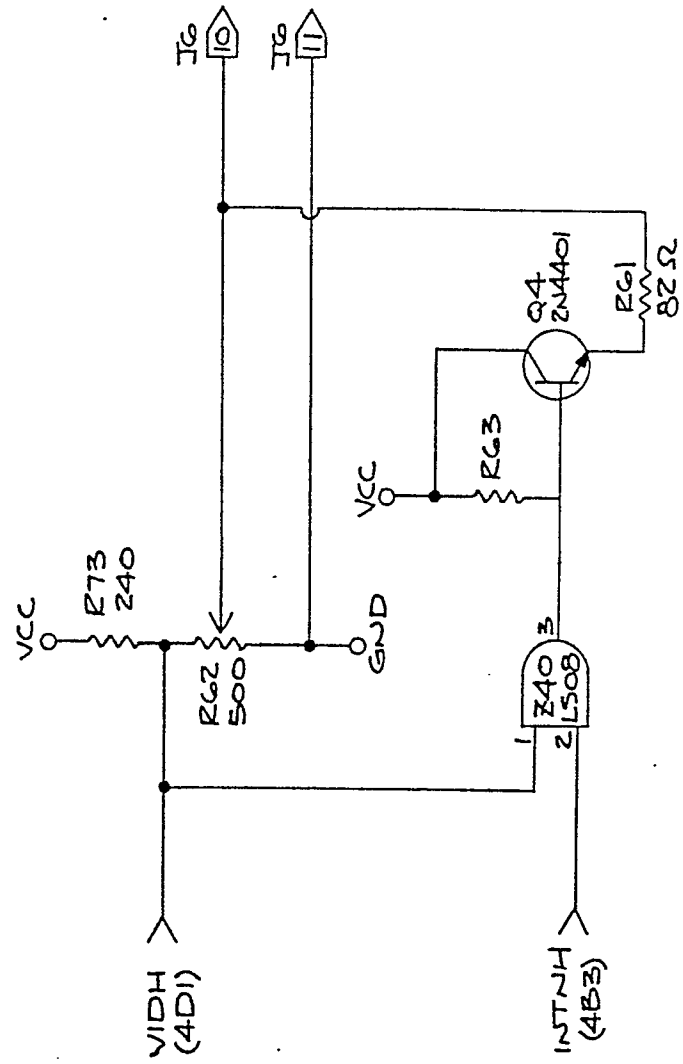 J6
10
J6
11
VCC
R73
240
R62
500
GND
VCC
R63
Q4
2N4401
R61
82Ω
VIDH
(4D1)
1
2
Z40
LS08
3
INTNH
(4B3)